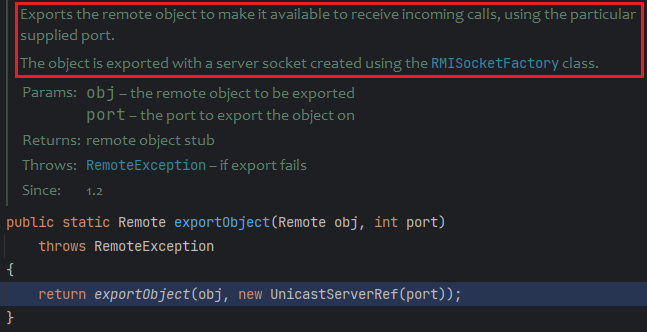 Exports the remote object to make it available to receive incoming calls, using the particular
supplied port.
The object is exported with a server socket created using the RMISocketFactory class.
Params: obj – the remote object to be exported
port – the port to export the object on
Returns: remote object stub
Throws: RemoteException – if export fails
Since: 1.2
public static Remote exportObject(Remote obj, int port)
throws RemoteException
{
return exportObject(obj, new UnicastServerRef(port));
}